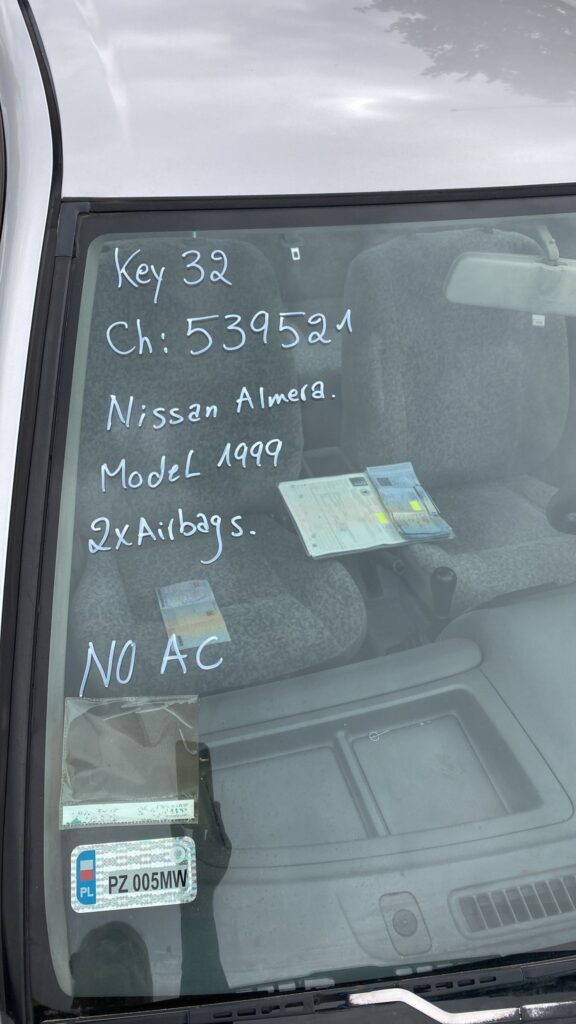 Key 32
Ch: 539521
Nissan Almera.
Model 1999
2xAirbags.
NO AC
PL PZ 005MW